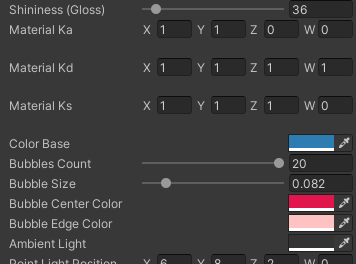 Shininess (Gloss) 36
Material Ka X 1 Y 1 Z 0 W 0
Material Kd X 1 Y 1 Z 1 W 1
Material Ks X 1 Y 1 Z 1 W 0
Color Base
Bubbles Count 20
Bubble Size 0.082
Bubble Center Color
Bubble Edge Color
Ambient Light
Point Light Position X 6 Y 8 Z 2 W 0